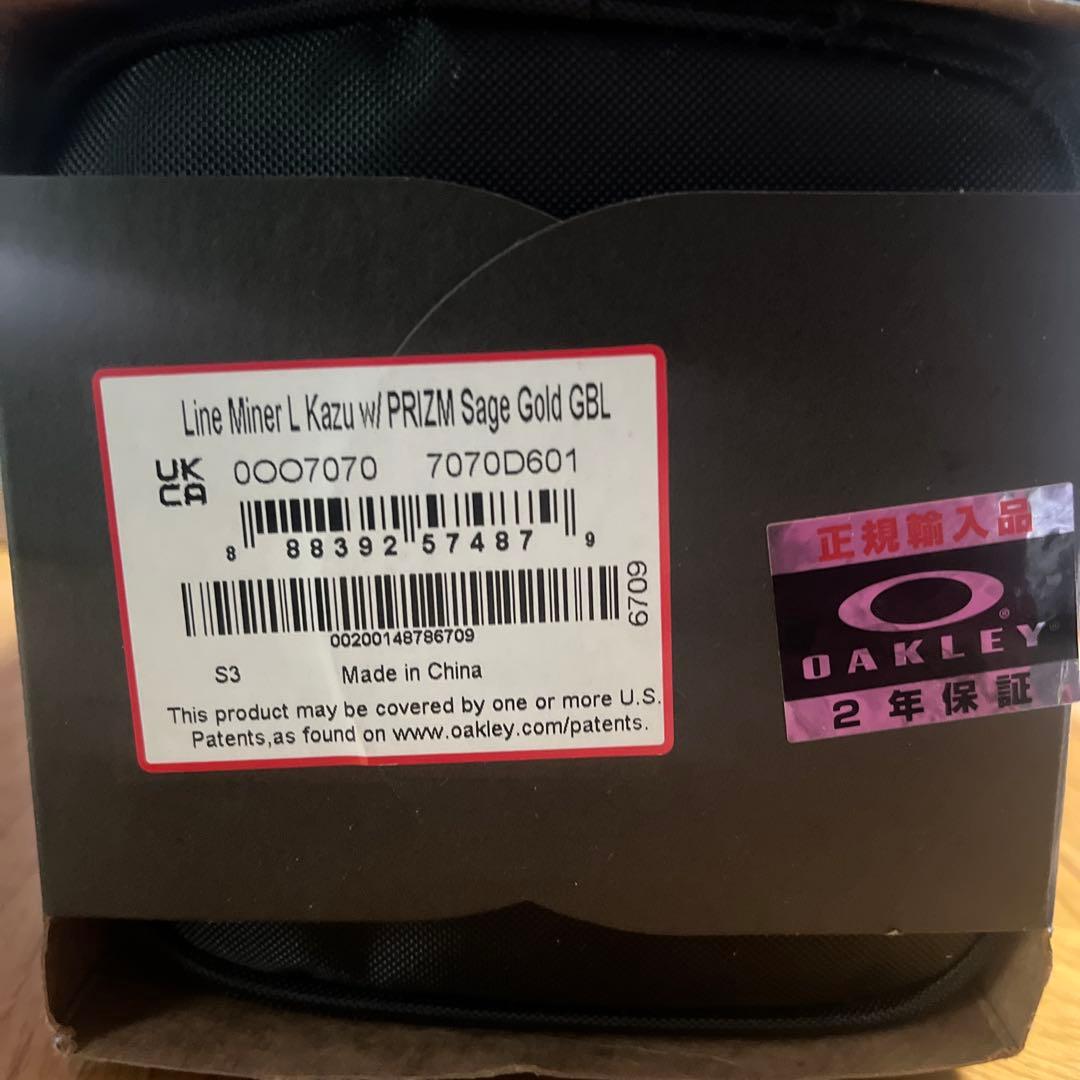 Line Miner L Kazu w/ PRIZM Sage Gold GBL
UK
CA
0OO7070 7070D601
8 88392 57487 9
00200148786709
6709
S3 Made in China
This product may be covered by one or more U.S.
Patents,as found on www.oakley.com/patents.
正規輸入品
OAKLEY
2年保証